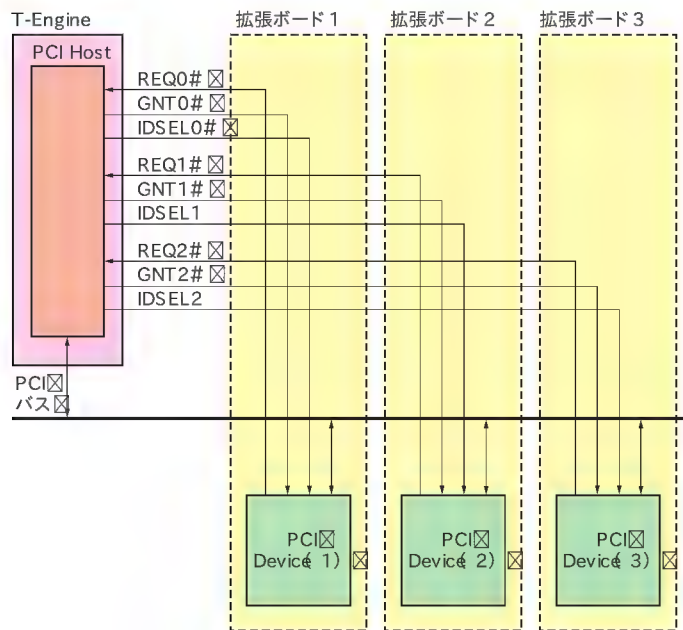 T-Engine
拡張ボード1
拡張ボード2
拡張ボード3
PCI Host
REQ0#
GNT0#
IDSEL0#
REQ1#
GNT1#
IDSEL1
REQ2#
GNT2#
IDSEL2
PCI
バス
PCI
Device(1)
PCI
Device(2)
PCI
Device(3)